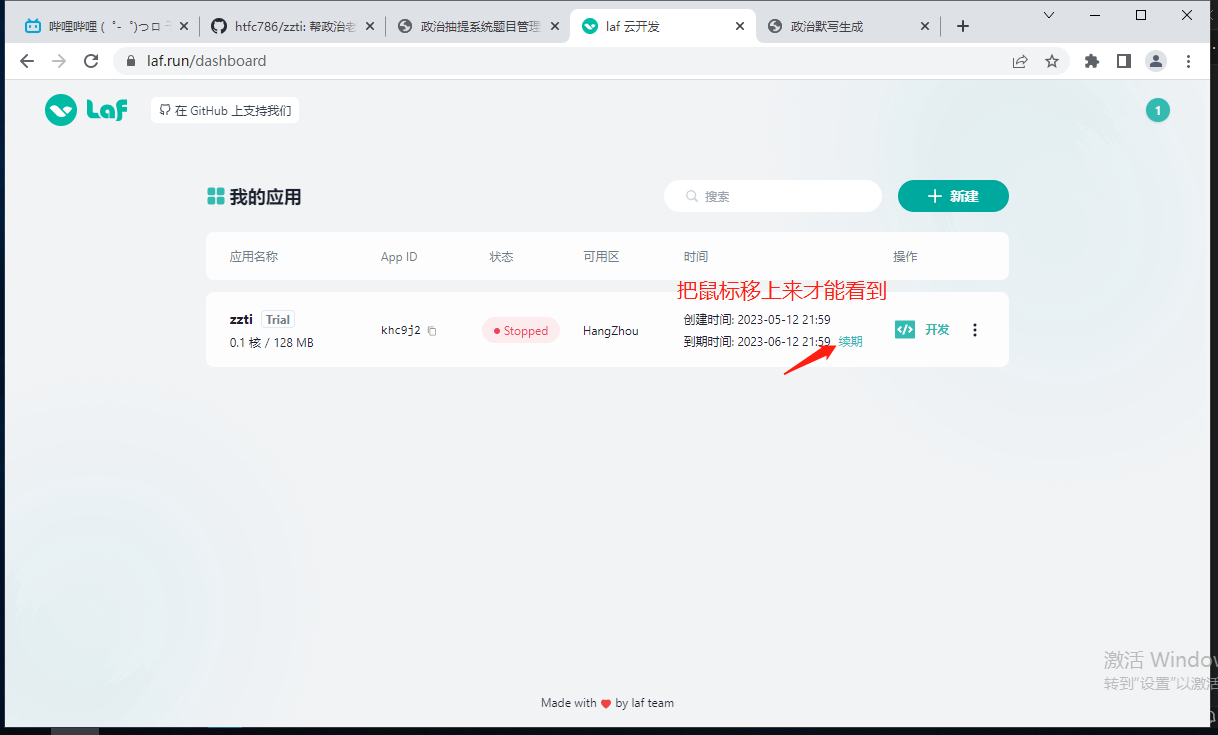 哔哩哔哩 ( ゜- ゜)つロ
htfc786/zzti: 帮政治老
政治抽提系统题目管理
laf 云开发
政治默写生成
laf.run/dashboard
Laf
在 GitHub 上支持我们
1
我的应用
搜索
新建
应用名称 App ID 状态 可用区 时间 操作
把鼠标移上来才能看到
zzti Trial
0.1 核 / 128 MB
khc9j2
Stopped
HangZhou
创建时间: 2023-05-12 21:59
到期时间: 2023-06-12 21:59 续期
开发
激活 Windo
转到"设置"以激活
Made with ❤ by laf team